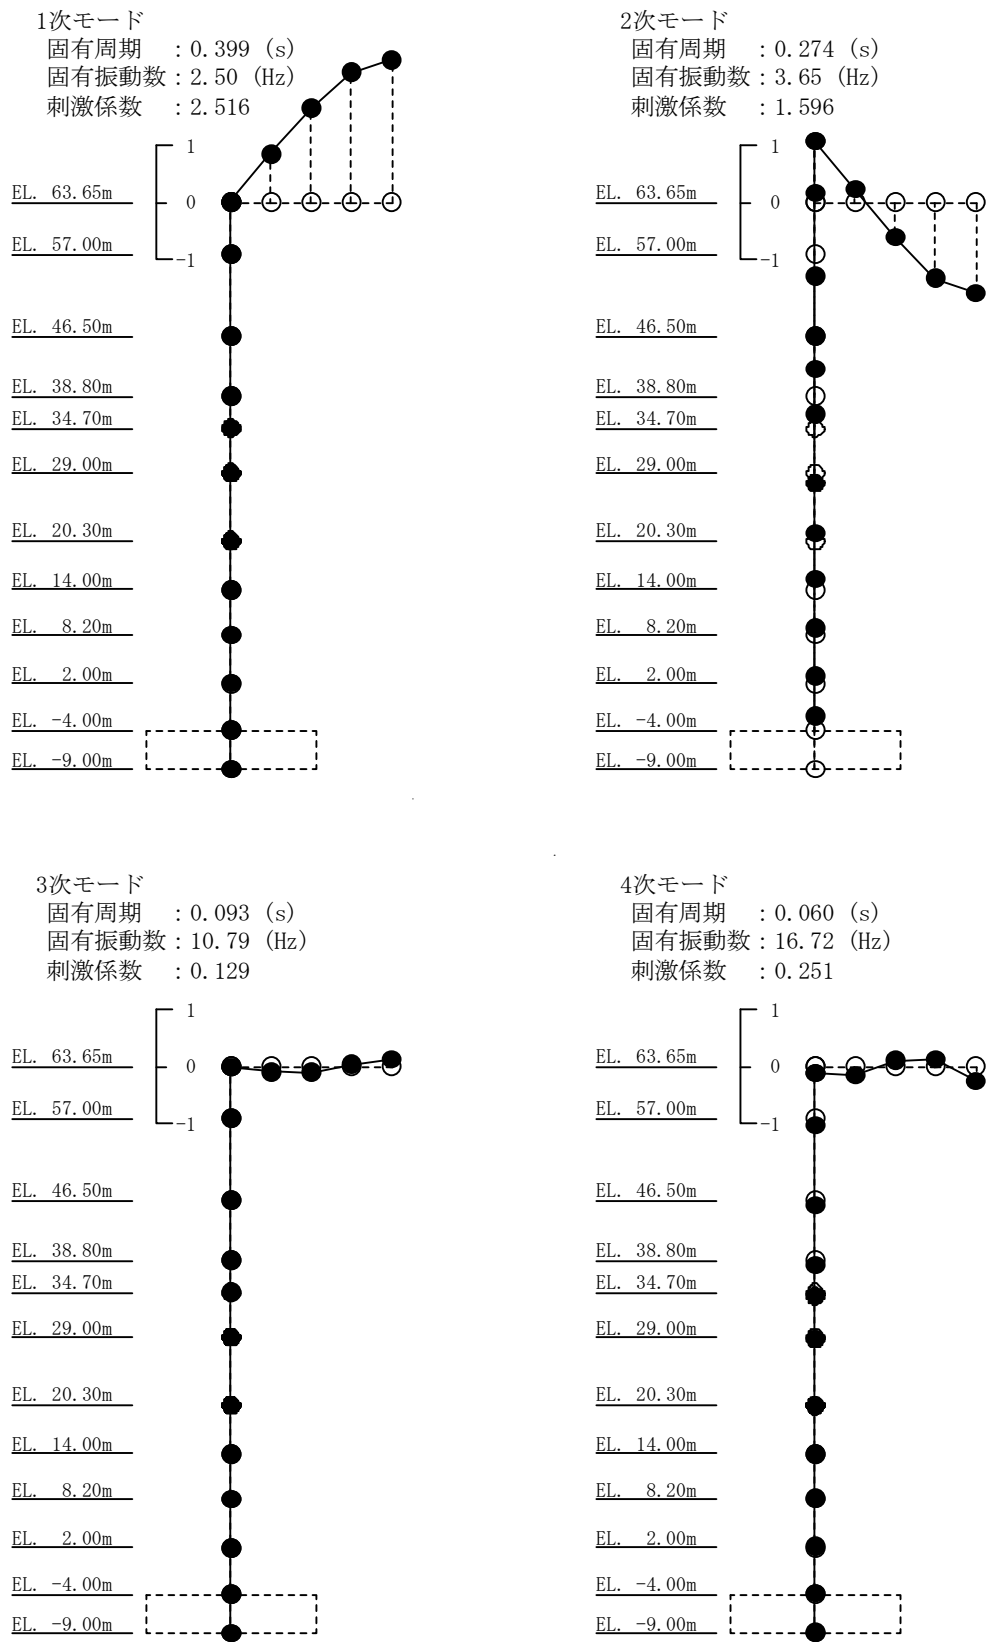 1次モード
固有周期 :0.399 (s)
固有振動数:2.50 (Hz)
刺激係数 :2.516
1
EL. 63.65m
0
EL. 57.00m
-1
EL. 46.50m
EL. 38.80m
EL. 34.70m
EL. 29.00m
EL. 20.30m
EL. 14.00m
EL. 8.20m
EL. 2.00m
EL. -4.00m
EL. -9.00m
2次モード
固有周期 :0.274 (s)
固有振動数:3.65 (Hz)
刺激係数 :1.596
1
EL. 63.65m
0
EL. 57.00m
-1
EL. 46.50m
EL. 38.80m
EL. 34.70m
EL. 29.00m
EL. 20.30m
EL. 14.00m
EL. 8.20m
EL. 2.00m
EL. -4.00m
EL. -9.00m
3次モード
固有周期 :0.093 (s)
固有振動数:10.79 (Hz)
刺激係数 :0.129
1
EL. 63.65m
0
EL. 57.00m
-1
EL. 46.50m
EL. 38.80m
EL. 34.70m
EL. 29.00m
EL. 20.30m
EL. 14.00m
EL. 8.20m
EL. 2.00m
EL. -4.00m
EL. -9.00m
4次モード
固有周期 :0.060 (s)
固有振動数:16.72 (Hz)
刺激係数 :0.251
1
EL. 63.65m
0
EL. 57.00m
-1
EL. 46.50m
EL. 38.80m
EL. 34.70m
EL. 29.00m
EL. 20.30m
EL. 14.00m
EL. 8.20m
EL. 2.00m
EL. -4.00m
EL. -9.00m